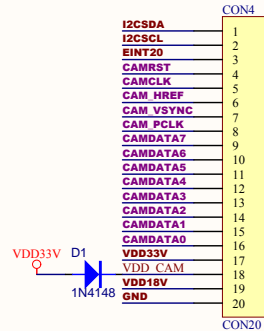 CON4
I2CSDA 1
I2CSCL 2
EINT20 3
CAMRST 4
CAMCLK 5
CAM_HREF 6
CAM_VSYNC 7
CAM_PCLK 8
CAMDATA7 9
CAMDATA6 10
CAMDATA5 11
CAMDATA4 12
CAMDATA3 13
CAMDATA2 14
CAMDATA1 15
CAMDATA0 16
VDD33V 17
VDD33V D1 VDD_CAM 18
1N4148 VDD18V 19
GND 20
CON20